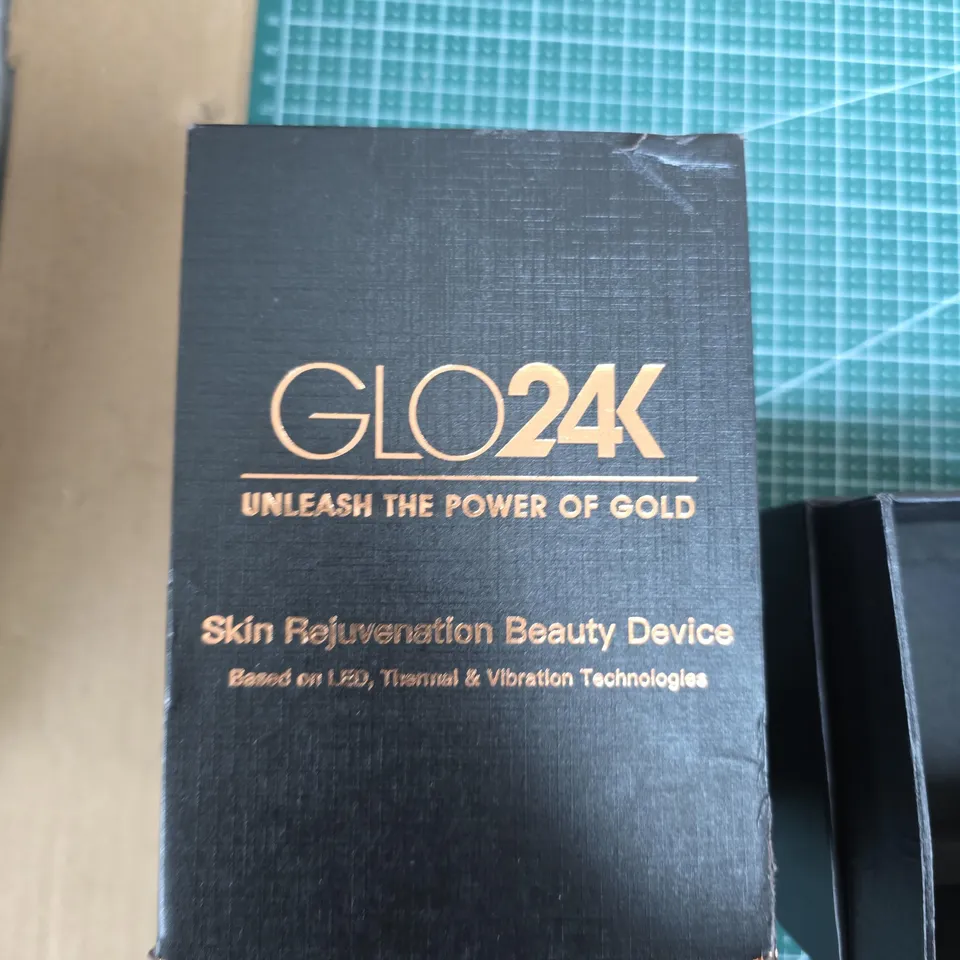 GLO24K
UNLEASH THE POWER OF GOLD
Skin Rejuvenation Beauty Device
Based on LED, Thermal & Vibration Technologies